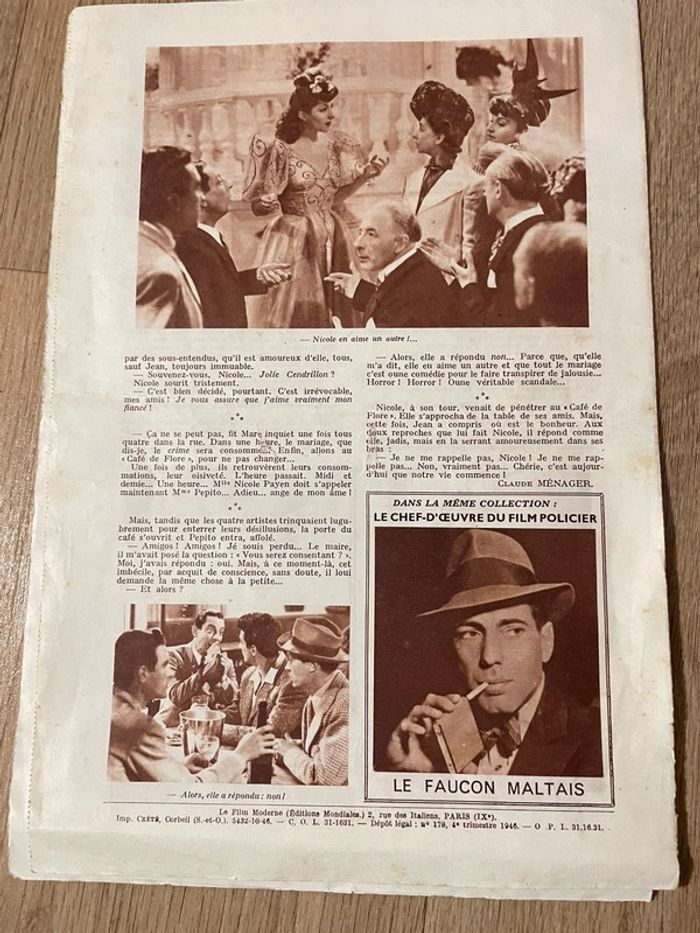 — Nicole en aime un autre !...
par des sous-entendus, qu'il est amoureux d'elle, tous,
sauf Jean, toujours immuable.
— Souvenez-vous, Nicole... Jolie Cendrillon ?
Nicole sourit tristement.
— C'est bien décidé, pourtant. C'est irrévocable,
mes amis ! Je vous assure que j'aime vraiment mon
fiancé !
— Ça ne se peut pas, fit Marc inquiet une fois tous
quatre dans la rue. Dans une heure, le mariage, que
dis-je, le crime sera consommé... Enfin, allons au
« Café de Flore », pour ne pas changer...
Une fois de plus, ils retrouvèrent leurs consom-
mations, leur oisiveté. L'heure passait. Midi et
demie... Une heure... Mlle Nicole Payen doit s'appeler
maintenant Mme Pepito... Adieu... ange de mon âme !
Mais, tandis que les quatre artistes trinquaient lugu-
brement pour enterrer leurs désillusions, la porte du
café s'ouvrit et Pepito entra, affolé.
— Amigos ! Amigos ! Jé souis perdu... Le maire,
il m'avait posé la question : « Vous serez consentant ? ».
Moi, j'avais répondu : oui. Mais, à ce moment-là, cet
imbécile, par acquit de conscience, sans doute, il loui
demande la même chose à la petite...
— Et alors ?
— Alors, elle a répondu : non !
— Alors, elle a répondu non... Parce que, qu'elle
m'a dit, elle en aime un autre et que tout le mariage
c'est oune comédie pour le faire transpirer de jalousie...
Horror ! Horror ! Oune véritable scandale...
Nicole, à son tour, venait de pénétrer au « Café de
Flore ». Elle s'approcha de la table de ses amis. Mais,
cette fois, Jean a compris où est le bonheur. Aux
doux reproches que lui fait Nicole, il répond comme
elle, jadis, mais en la serrant amoureusement dans ses
bras :
— Je ne me rappelle pas, Nicole ! Je ne me rap-
pelle pas... Non, vraiment pas... Chérie, c'est aujour-
d'hui que notre vie commence !
CLAUDE MÉNAGER.
DANS LA MÊME COLLECTION :
LE CHEF-D'ŒUVRE DU FILM POLICIER
LE FAUCON MALTAIS
Le Film Moderne (Éditions Mondiales.) 2, rue des Italiens, PARIS (IXe).
Imp. CRÉTÉ, Corbeil (S.-et-O.). 5432-10-46. — C. O. L. 31-1631. — Dépôt légal : n° 178, 4e trimestre 1946. — O P. L. 31.16.31.